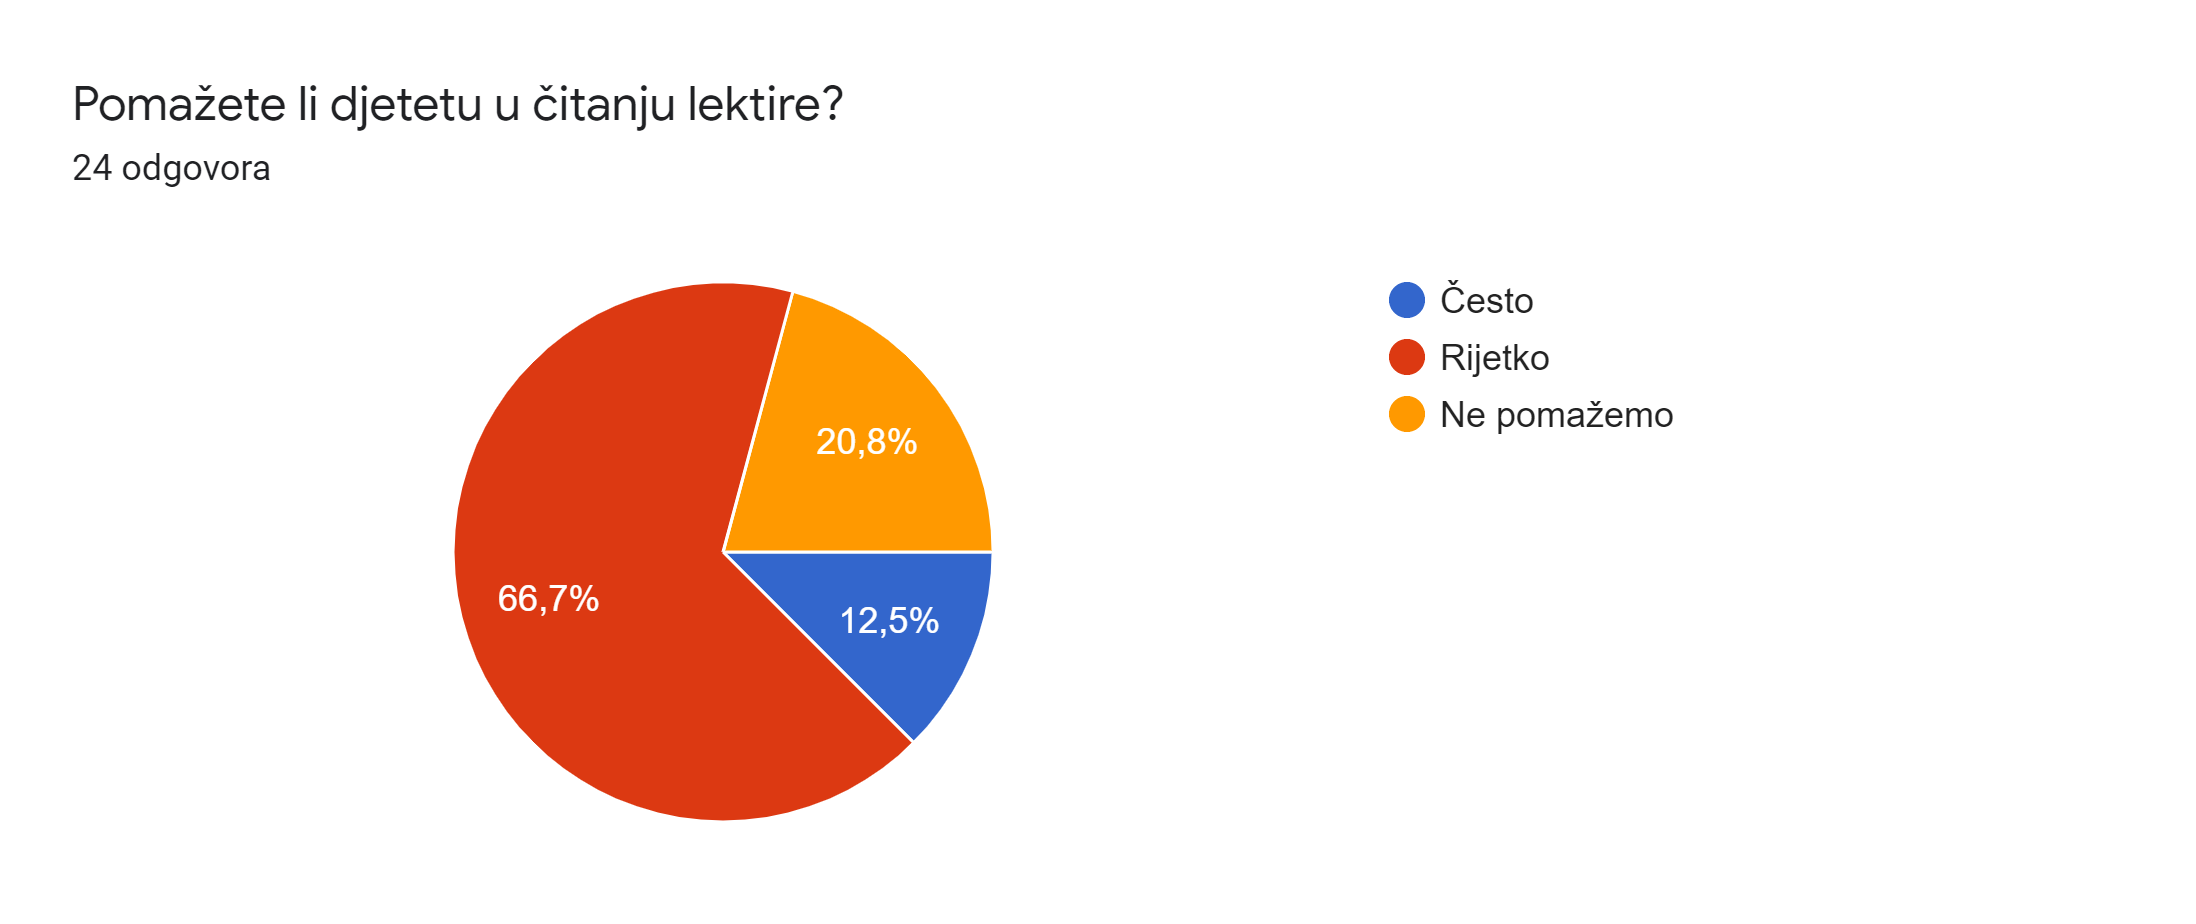 Pomažete li djetetu u čitanju lektire?
24 odgovora
Često
Rijetko
Ne pomažemo
20,8%
66,7%
12,5%